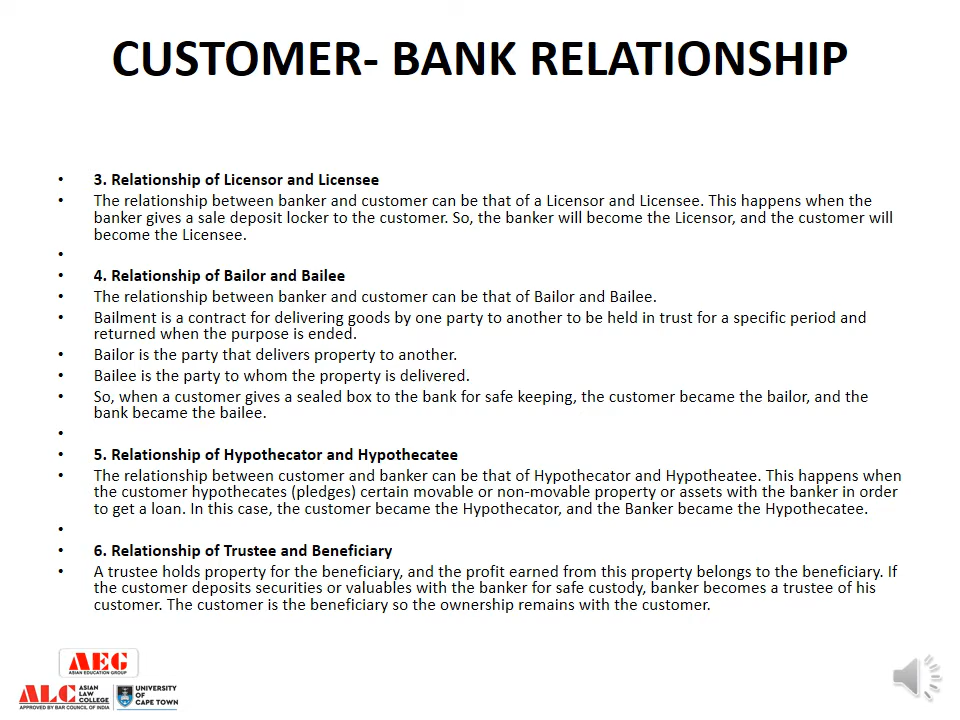 CUSTOMER- BANK RELATIONSHIP
• 3. Relationship of Licensor and Licensee
• The relationship between banker and customer can be that of a Licensor and Licensee. This happens when the
banker gives a sale deposit locker to the customer. So, the banker will become the Licensor, and the customer will
become the Licensee.
•
• 4. Relationship of Bailor and Bailee
• The relationship between banker and customer can be that of Bailor and Bailee.
• Bailment is a contract for delivering goods by one party to another to be held in trust for a specific period and
returned when the purpose is ended.
• Bailor is the party that delivers property to another.
• Bailee is the party to whom the property is delivered.
• So, when a customer gives a sealed box to the bank for safe keeping, the customer became the bailor, and the
bank became the bailee.
•
• 5. Relationship of Hypothecator and Hypothecatee
• The relationship between customer and banker can be that of Hypothecator and Hypotheatee. This happens when
the customer hypothecates (pledges) certain movable or non-movable property or assets with the banker in order
to get a loan. In this case, the customer became the Hypothecator, and the Banker became the Hypothecatee.
•
• 6. Relationship of Trustee and Beneficiary
• A trustee holds property for the beneficiary, and the profit earned from this property belongs to the beneficiary. If
the customer deposits securities or valuables with the banker for safe custody, banker becomes a trustee of his
customer. The customer is the beneficiary so the ownership remains with the customer.
AEG
ASIAN EDUCATION GROUP
ALC
ASIAN
LAW
COLLEGE
APPROVED BY BAR COUNCIL OF INDIA
UNIVERSITY
OF
CAPE TOWN